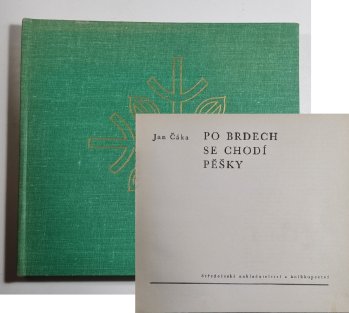 Jan Čáka
PO BRDECH
SE CHODÍ
PĚŠKY
Středočeské nakladatelství a knihkupectví